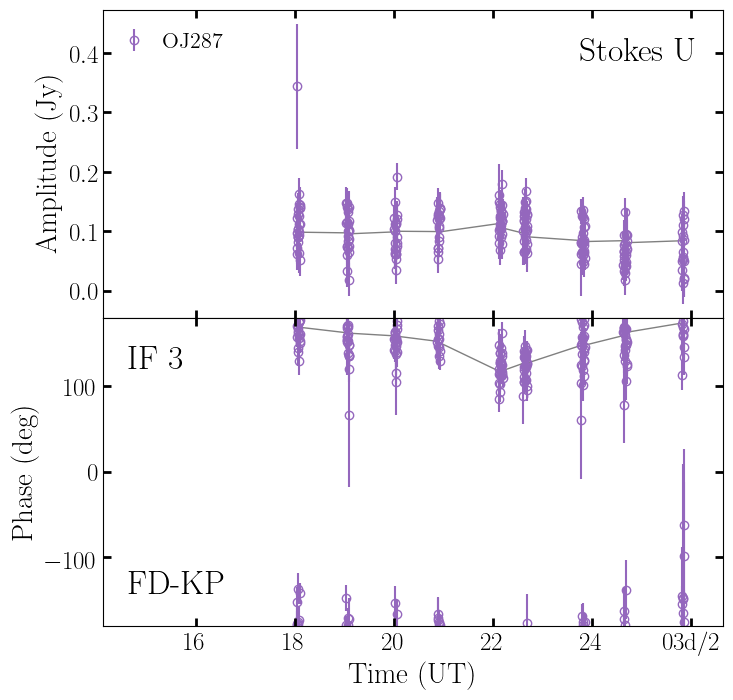 OJ287
Stokes U
Amplitude (Jy)
0.4
0.3
0.2
0.1
0.0
IF 3
FD-KP
Phase (deg)
100
0
−100
16 18 20 22 24 03d/2
Time (UT)